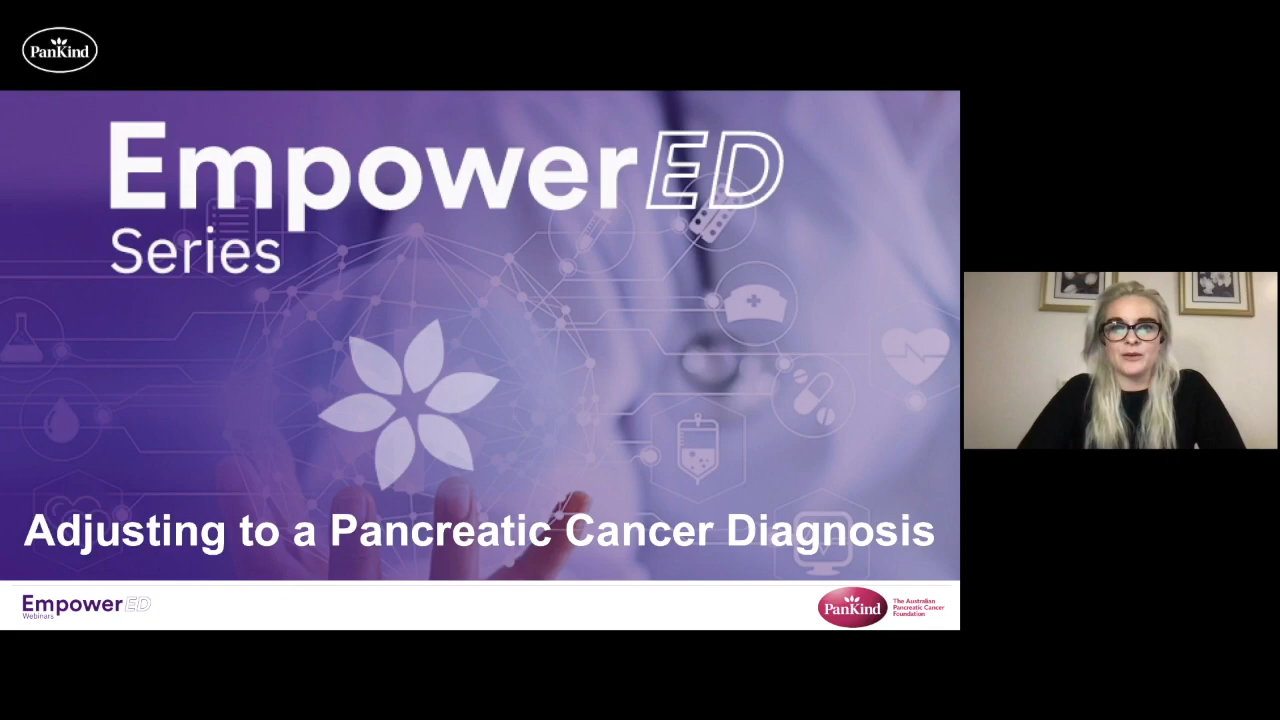 PanKind
EmpowerED
Series
Adjusting to a Pancreatic Cancer Diagnosis
EmpowerED
Webinars
PanKind
The Australian
Pancreatic Cancer
Foundation